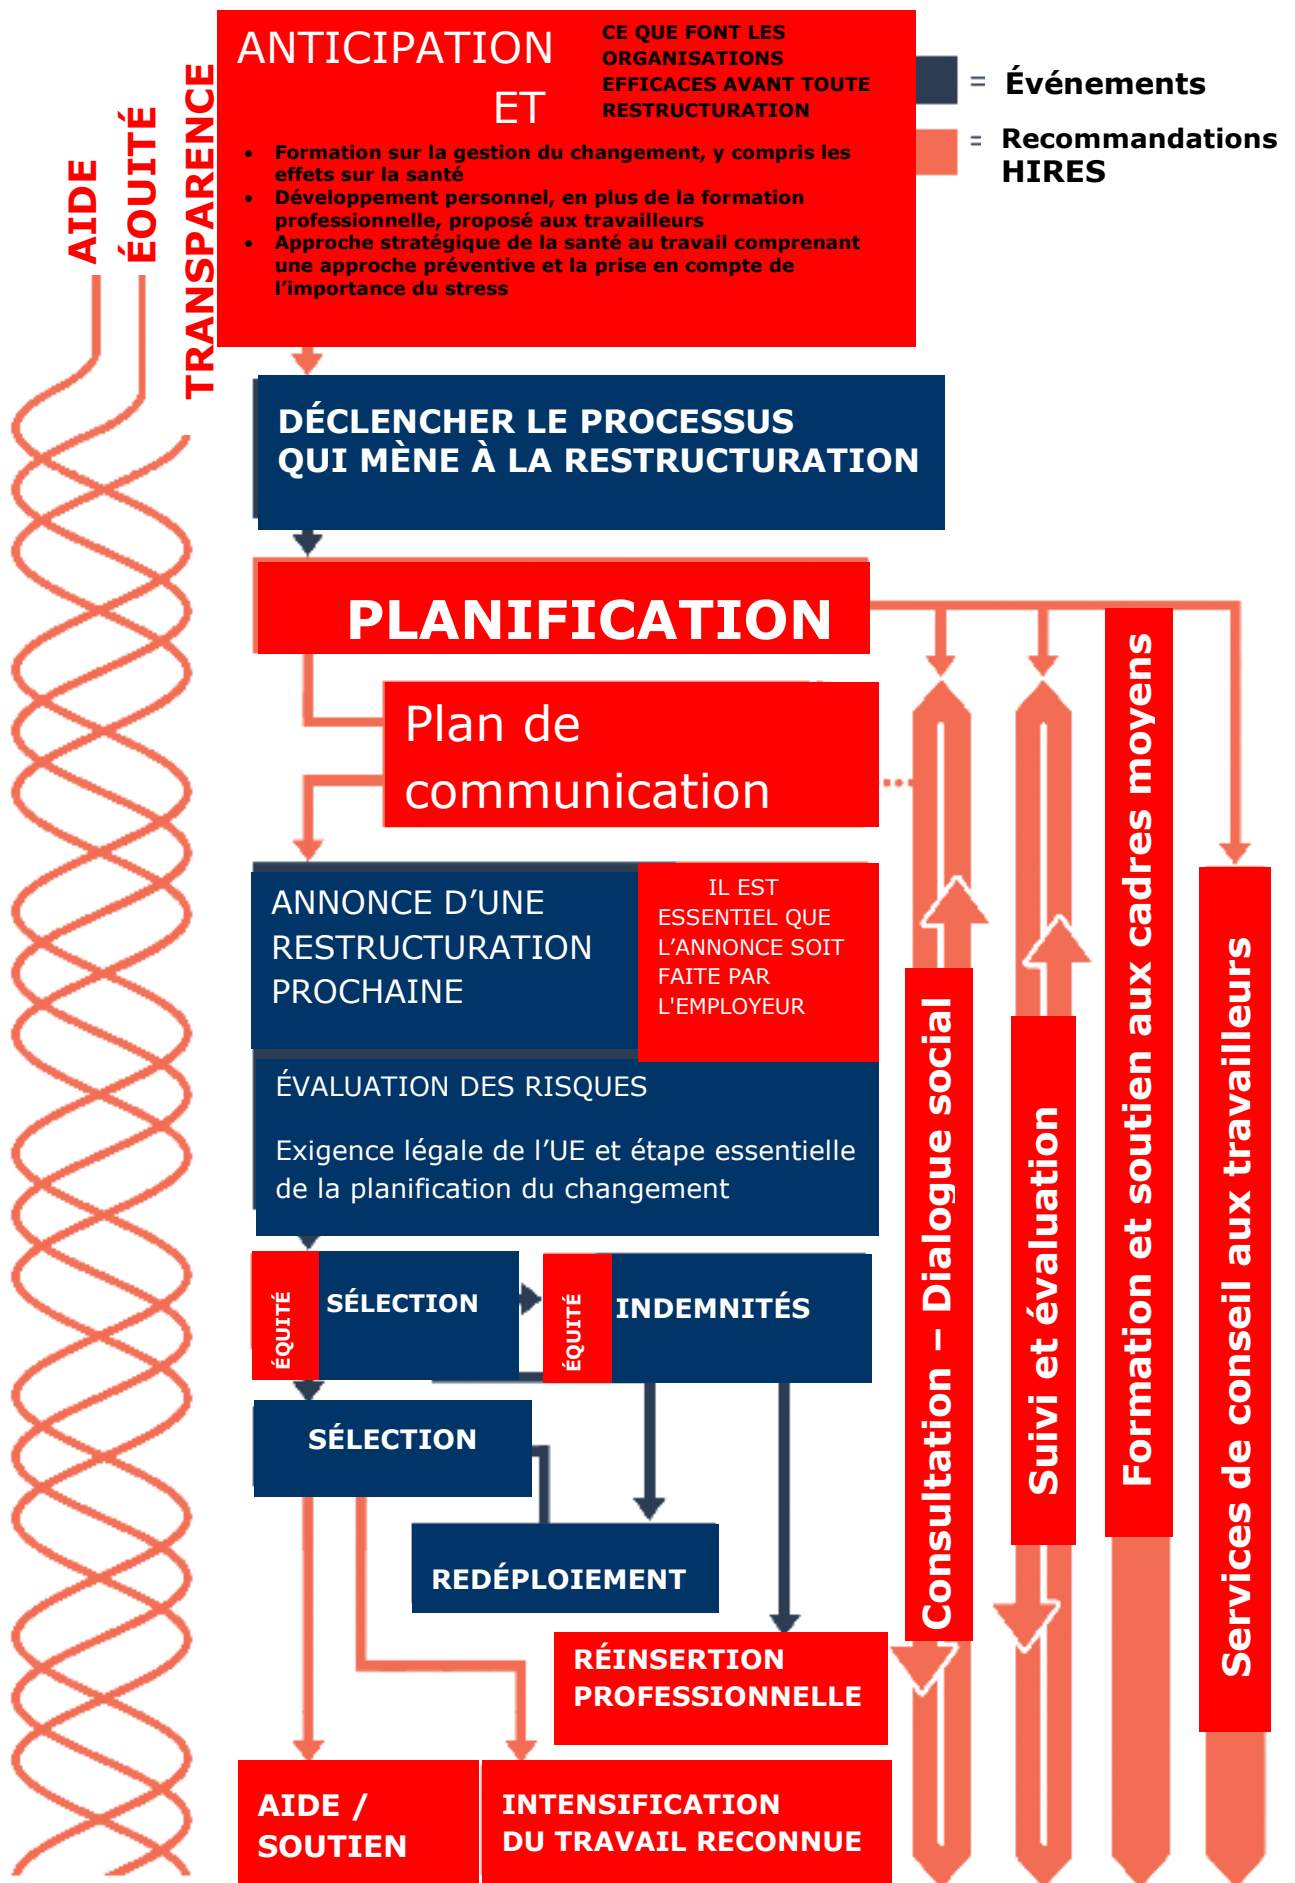 ANTICIPATION
ET
CE QUE FONT LES
ORGANISATIONS
EFFICACES AVANT TOUTE
RESTRUCTURATION
• Formation sur la gestion du changement, y compris les
effets sur la santé
• Développement personnel, en plus de la formation
professionnelle, proposé aux travailleurs
• Approche stratégique de la santé au travail comprenant
une approche préventive et la prise en compte de
l’importance du stress
= Événements
= Recommandations
HIRES
AIDE
ÉOUITÉ
TRANSPARENCE
DÉCLENCHER LE PROCESSUS
QUI MÈNE À LA RESTRUCTURATION
PLANIFICATION
Plan de
communication
ANNONCE D’UNE
RESTRUCTURATION
PROCHAINE
IL EST
ESSENTIEL QUE
L’ANNONCE SOIT
FAITE PAR
L'EMPLOYEUR
ÉVALUATION DES RISQUES
Exigence légale de l’UE et étape essentielle
de la planification du changement
ÉQUITÉ
SÉLECTION
ÉQUITÉ
INDEMNITÉS
SÉLECTION
REDÉPLOIEMENT
RÉINSERTION
PROFESSIONNELLE
AIDE /
SOUTIEN
INTENSIFICATION
DU TRAVAIL RECONNUE
Consultation – Dialogue social
Suivi et évaluation
Formation et soutien aux cadres moyens
Services de conseil aux travailleurs